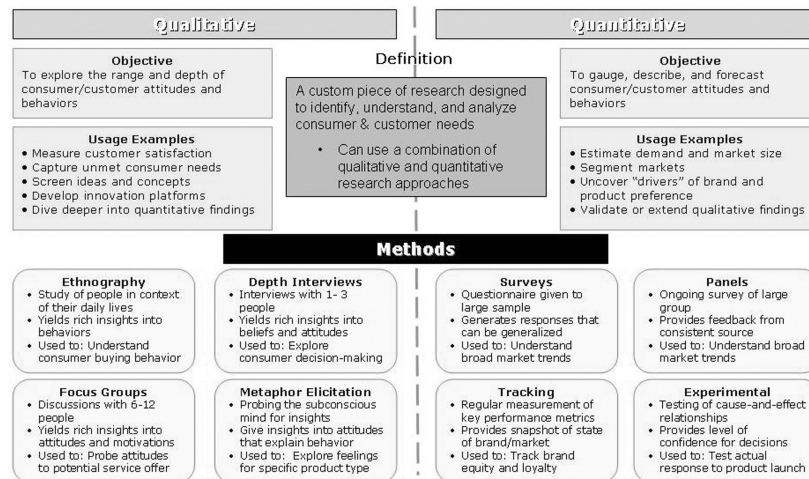 Qualitative
Quantitative
Objective
To explore the range and depth of
consumer/customer attitudes and
behaviors
Usage Examples
• Measure customer satisfaction
• Capture unmet consumer needs
• Screen ideas and concepts
• Develop innovation platforms
• Dive deeper into quantitative findings
Definition
A custom piece of research designed
to identify, understand, and analyze
consumer & customer needs
• Can use a combination of
qualitative and quantitative
research approaches
Objective
To gauge, describe, and forecast
consumer/customer attitudes and
behaviors
Usage Examples
• Estimate demand and market size
• Segment markets
• Uncover "drivers" of brand and
product preference
• Validate or extend qualitative findings
Methods
Ethnography
• Study of people in context
of their daily lives
• Yields rich insights into
behaviors
• Used to: Understand
consumer buying behavior
Depth Interviews
• Interviews with 1- 3
people
• Yields rich insights into
beliefs and attitudes
• Used to: Explore
consumer decision-making
Surveys
• Questionnaire given to
large sample
• Generates responses that
can be generalized
• Used to: Understand
broad market trends
Panels
• Ongoing survey of large
group
• Provides feedback from
consistent source
• Used to: Understand broad
market trends
Focus Groups
• Discussions with 6-12
people
• Yields rich insights into
attitudes and motivations
• Used to: Probe attitudes
to potential service offer
Metaphor Elicitation
• Probing the subconscious
mind for insights
• Give insights into attitudes
that explain behavior
• Used to: Explore feelings
for specific product type
Tracking
• Regular measurement of
key performance metrics
• Provides snapshot of state
of brand/market
• Used to: Track brand
equity and loyalty
Experimental
• Testing of cause-and-effect
relationships
• Provides level of
confidence for decisions
• Used to: Test actual
response to product launch